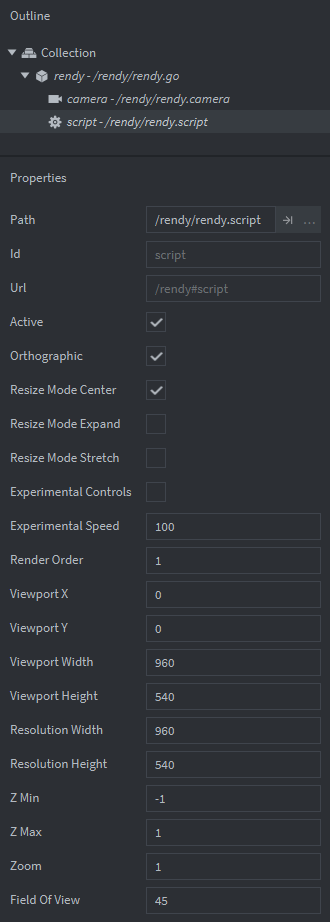 Outline
Collection
rendy - /rendy/rendy.go
camera - /rendy/rendy.camera
script - /rendy/rendy.script
Properties
Path /rendy/rendy.script ...
Id script
Url /rendy#script
Active
Orthographic
Resize Mode Center
Resize Mode Expand
Resize Mode Stretch
Experimental Controls
Experimental Speed 100
Render Order 1
Viewport X 0
Viewport Y 0
Viewport Width 960
Viewport Height 540
Resolution Width 960
Resolution Height 540
Z Min -1
Z Max 1
Zoom 1
Field Of View 45